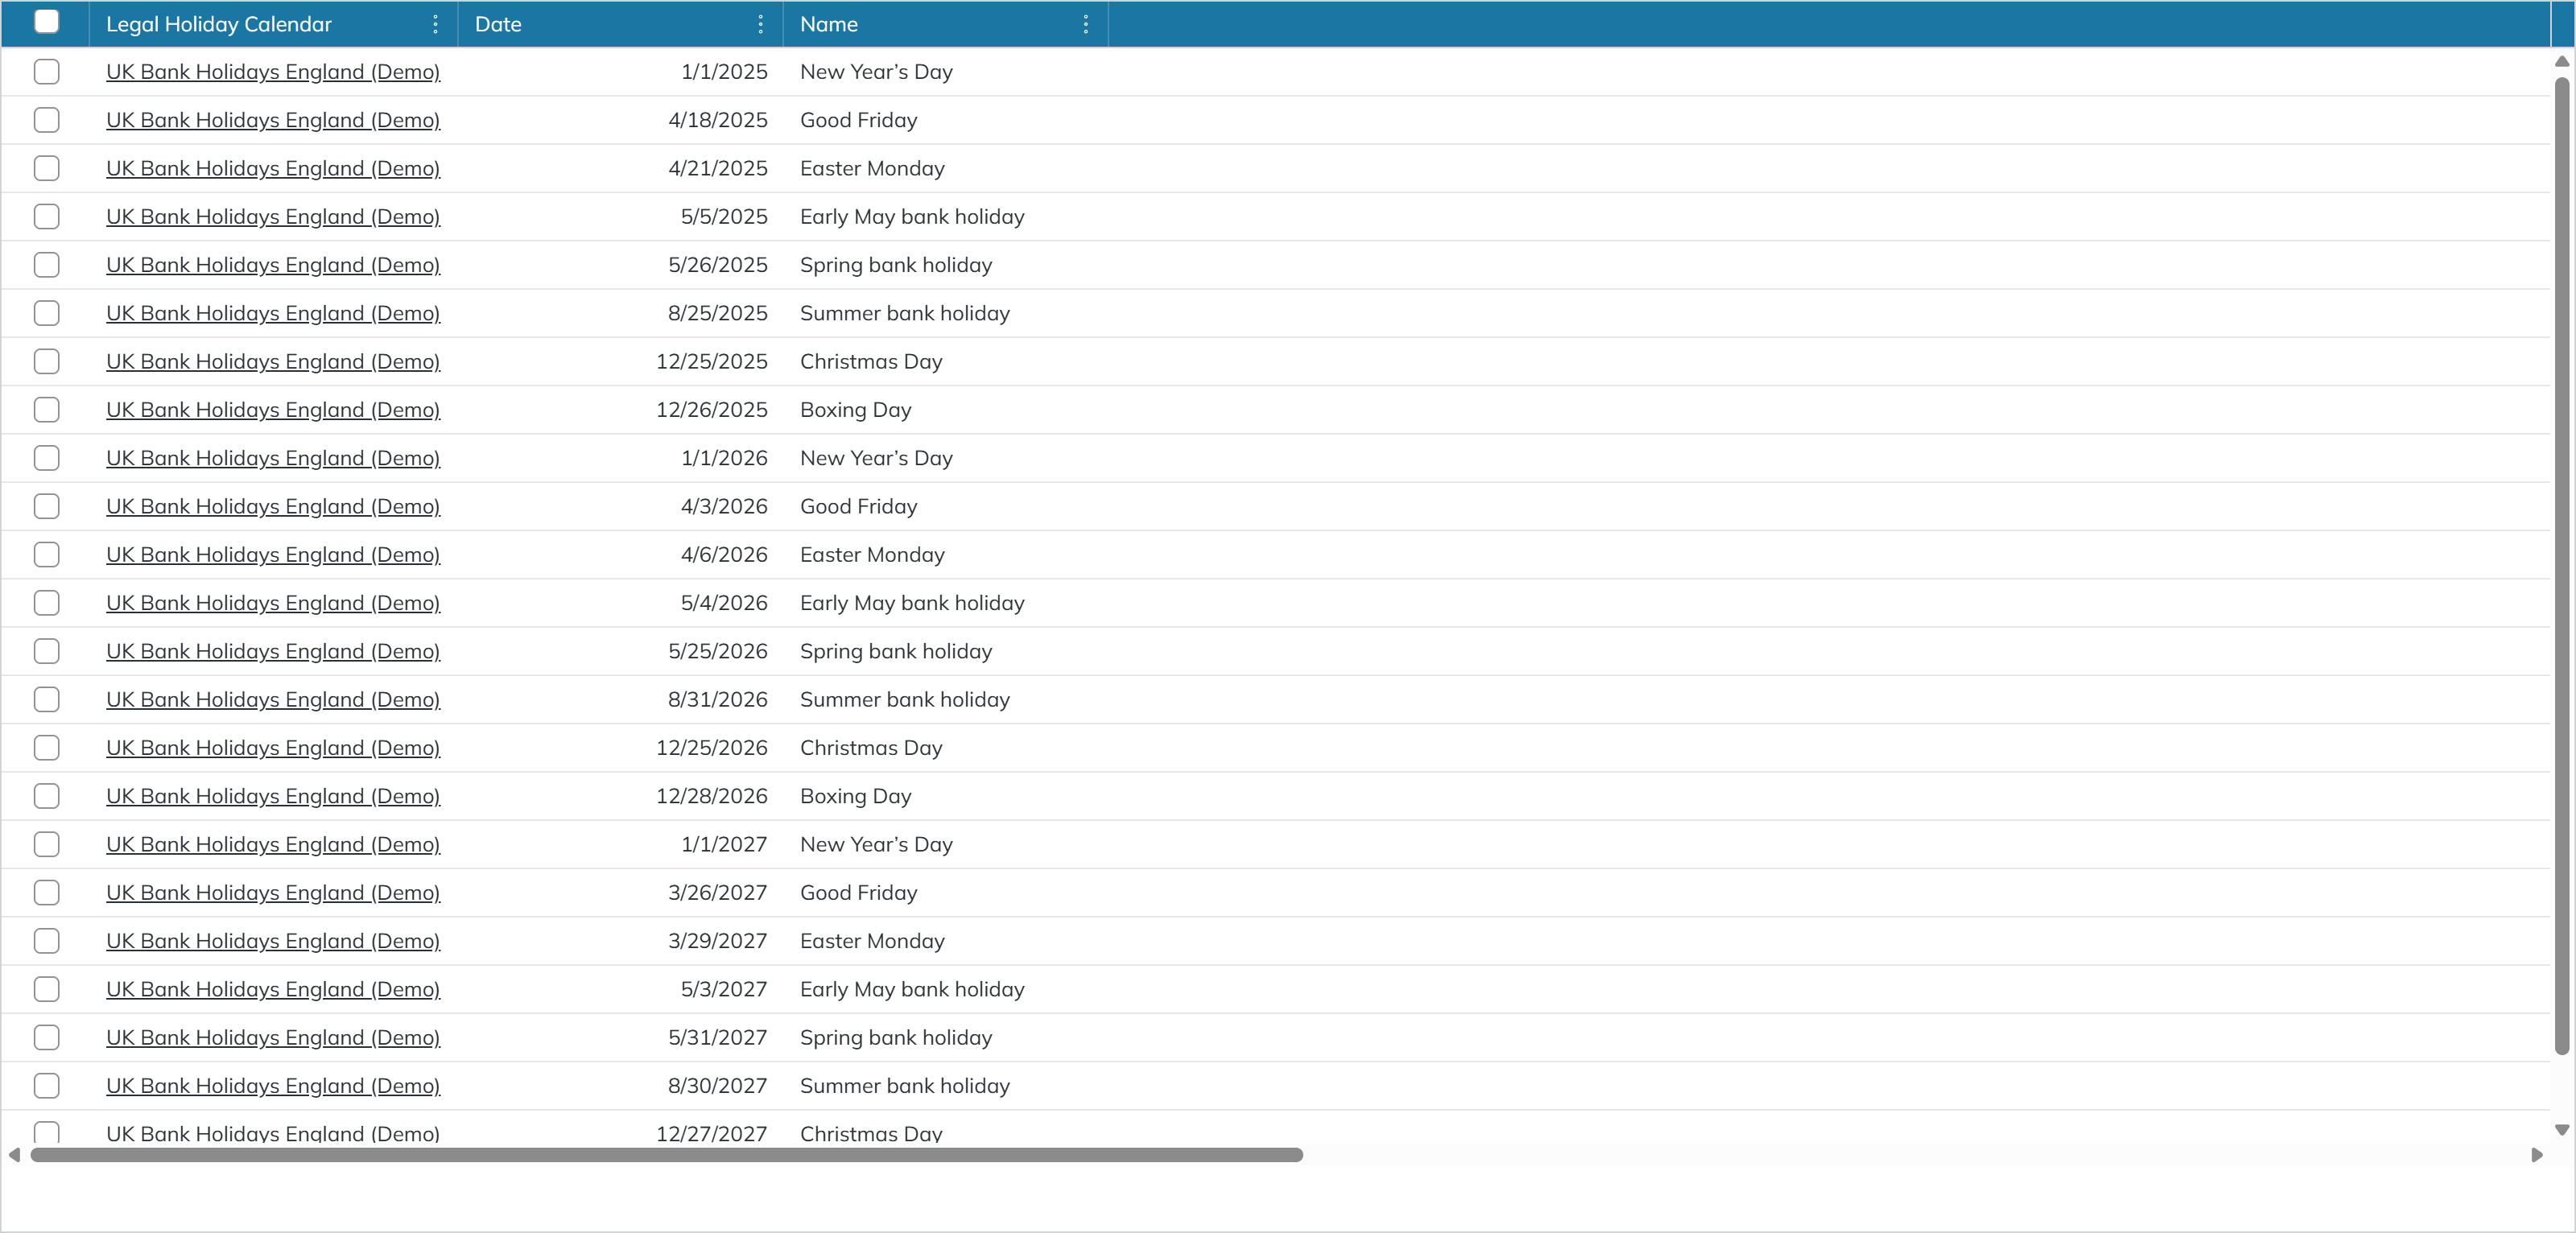 Legal Holiday Calendar Date Name
UK Bank Holidays England (Demo) 1/1/2025 New Year’s Day
UK Bank Holidays England (Demo) 4/18/2025 Good Friday
UK Bank Holidays England (Demo) 4/21/2025 Easter Monday
UK Bank Holidays England (Demo) 5/5/2025 Early May bank holiday
UK Bank Holidays England (Demo) 5/26/2025 Spring bank holiday
UK Bank Holidays England (Demo) 8/25/2025 Summer bank holiday
UK Bank Holidays England (Demo) 12/25/2025 Christmas Day
UK Bank Holidays England (Demo) 12/26/2025 Boxing Day
UK Bank Holidays England (Demo) 1/1/2026 New Year’s Day
UK Bank Holidays England (Demo) 4/3/2026 Good Friday
UK Bank Holidays England (Demo) 4/6/2026 Easter Monday
UK Bank Holidays England (Demo) 5/4/2026 Early May bank holiday
UK Bank Holidays England (Demo) 5/25/2026 Spring bank holiday
UK Bank Holidays England (Demo) 8/31/2026 Summer bank holiday
UK Bank Holidays England (Demo) 12/25/2026 Christmas Day
UK Bank Holidays England (Demo) 12/28/2026 Boxing Day
UK Bank Holidays England (Demo) 1/1/2027 New Year’s Day
UK Bank Holidays England (Demo) 3/26/2027 Good Friday
UK Bank Holidays England (Demo) 3/29/2027 Easter Monday
UK Bank Holidays England (Demo) 5/3/2027 Early May bank holiday
UK Bank Holidays England (Demo) 5/31/2027 Spring bank holiday
UK Bank Holidays England (Demo) 8/30/2027 Summer bank holiday
UK Bank Holidays England (Demo) 12/27/2027 Christmas Day